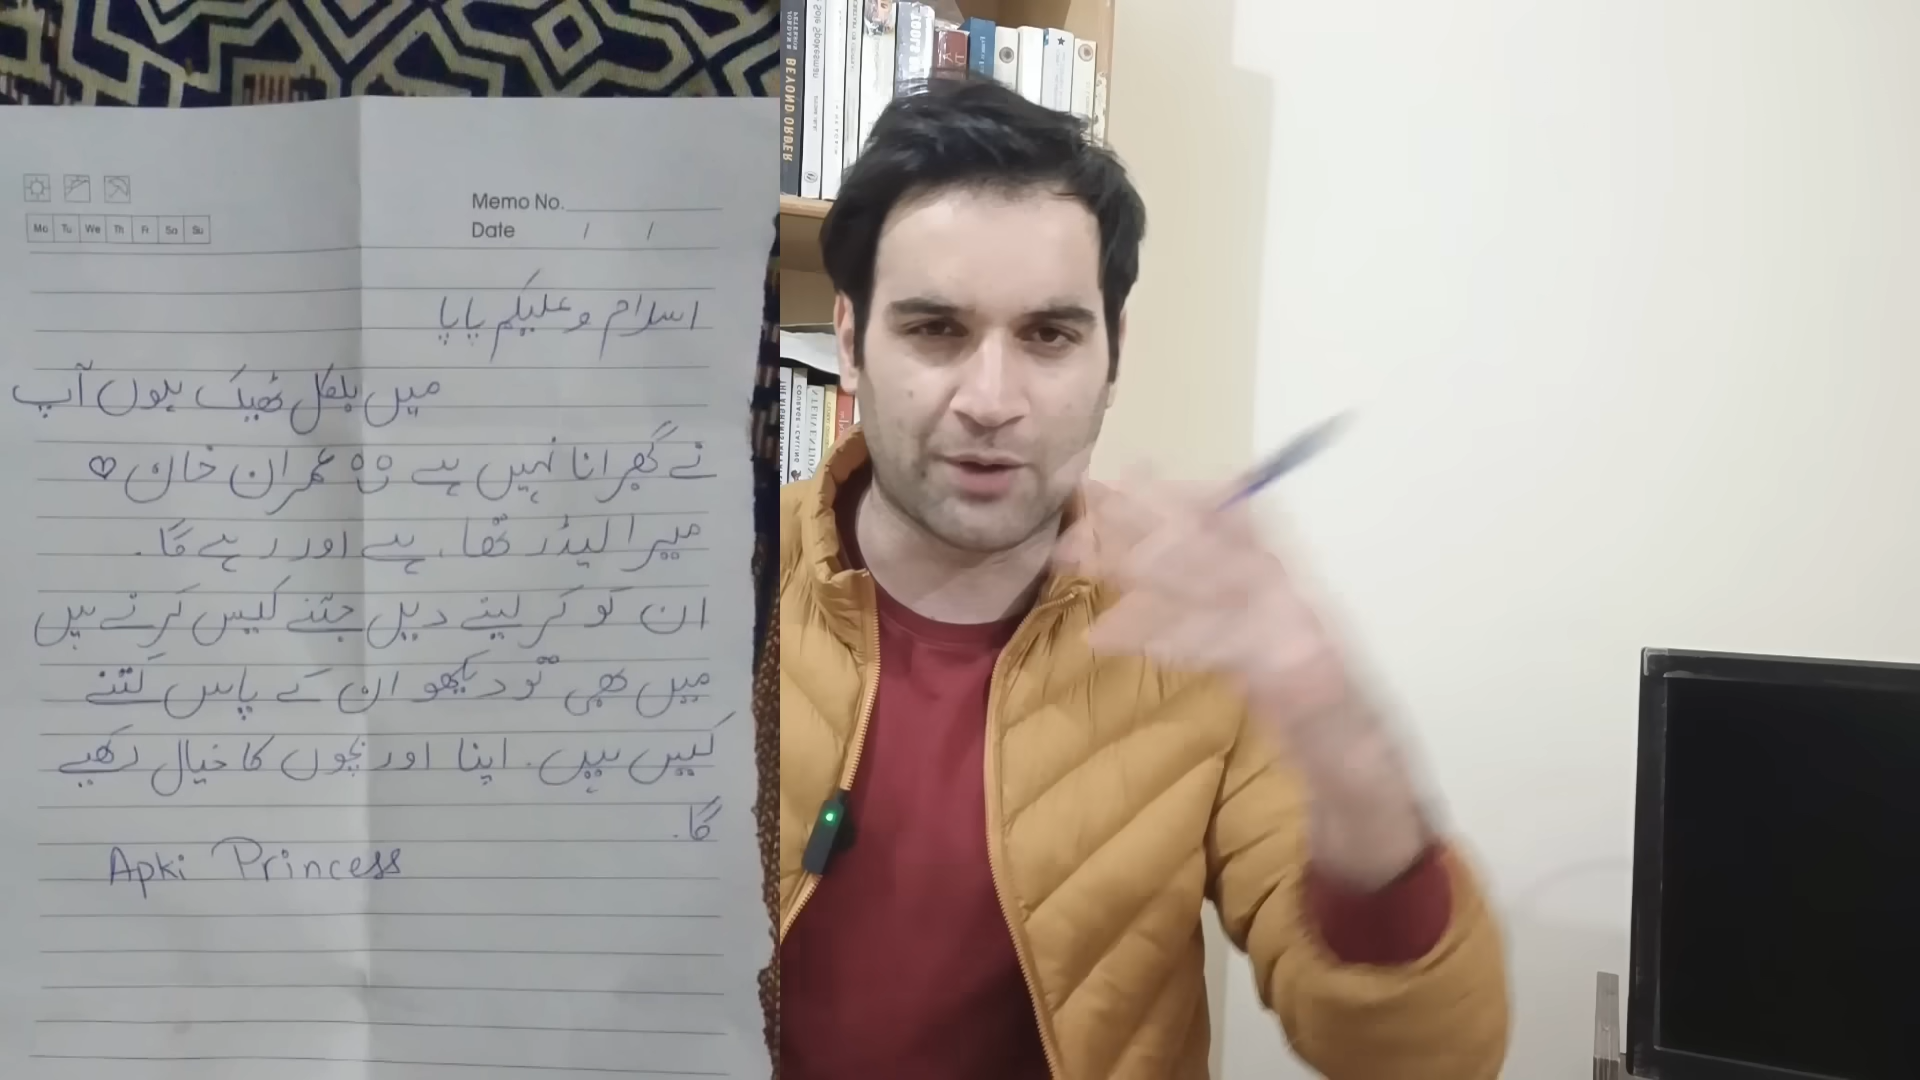 Memo No.
Mo Tu We Th Fr Sa Su
Date / /
اسلام و علیکم پاپا
میں بلکل ٹھیک ہوں آپ
نے گھبرانا نہیں ہے عمران خان ♡
میرا لیڈر تھا، ہے اور رہے گا.
ان کو کر لینے دیں جتنے کیس کرتے ہیں
میں بھی تو دیکھو ان کے پاس کتنے
کیس ہیں. اپنا اور بچوں کا خیال رکھیے
گا.
Apki Princess
BEYOND ORDER
Sole Spokesman